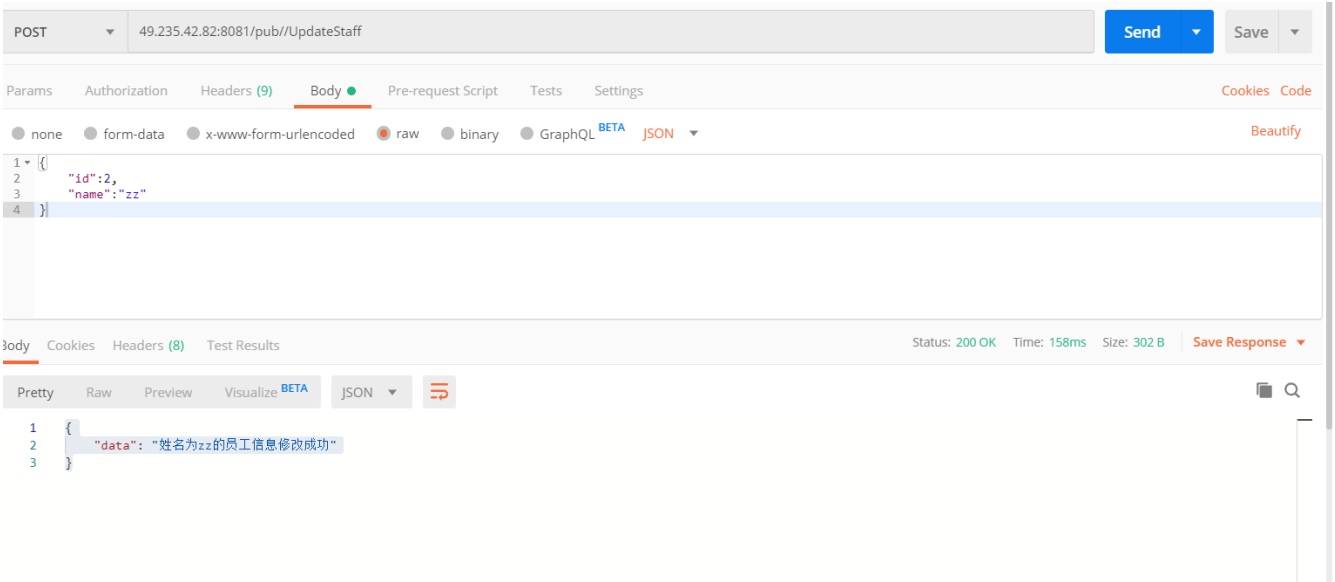 POST 49.235.42.82:8081/pub//UpdateStaff Send Save
Params Authorization Headers (9) Body Pre-request Script Tests Settings Cookies Code
none form-data x-www-form-urlencoded raw binary GraphQL BETA JSON Beautify
1 {
2 "id":2,
3 "name":"zz"
4 }
Body Cookies Headers (8) Test Results Status: 200 OK Time: 158ms Size: 302 B Save Response
Pretty Raw Preview Visualize BETA JSON
1 {
2 "data": "姓名为zz的员工信息修改成功"
3 }